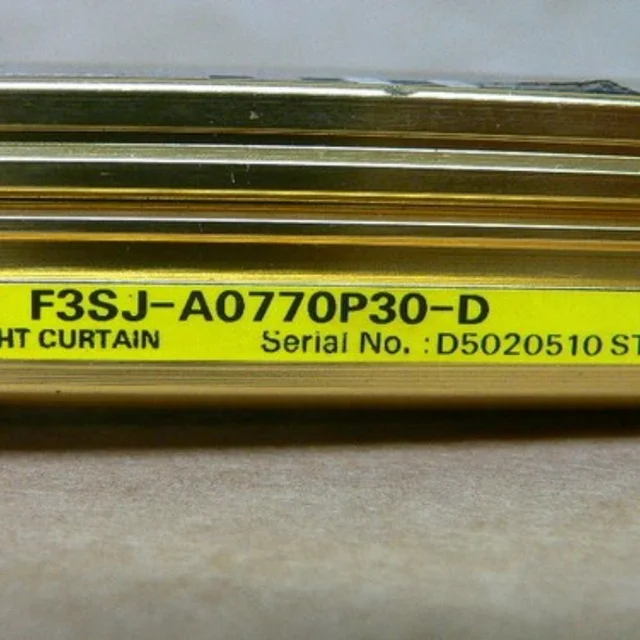 F3SJ-A0770P30-D
HT CURTAIN Serial No. :D5020510 ST